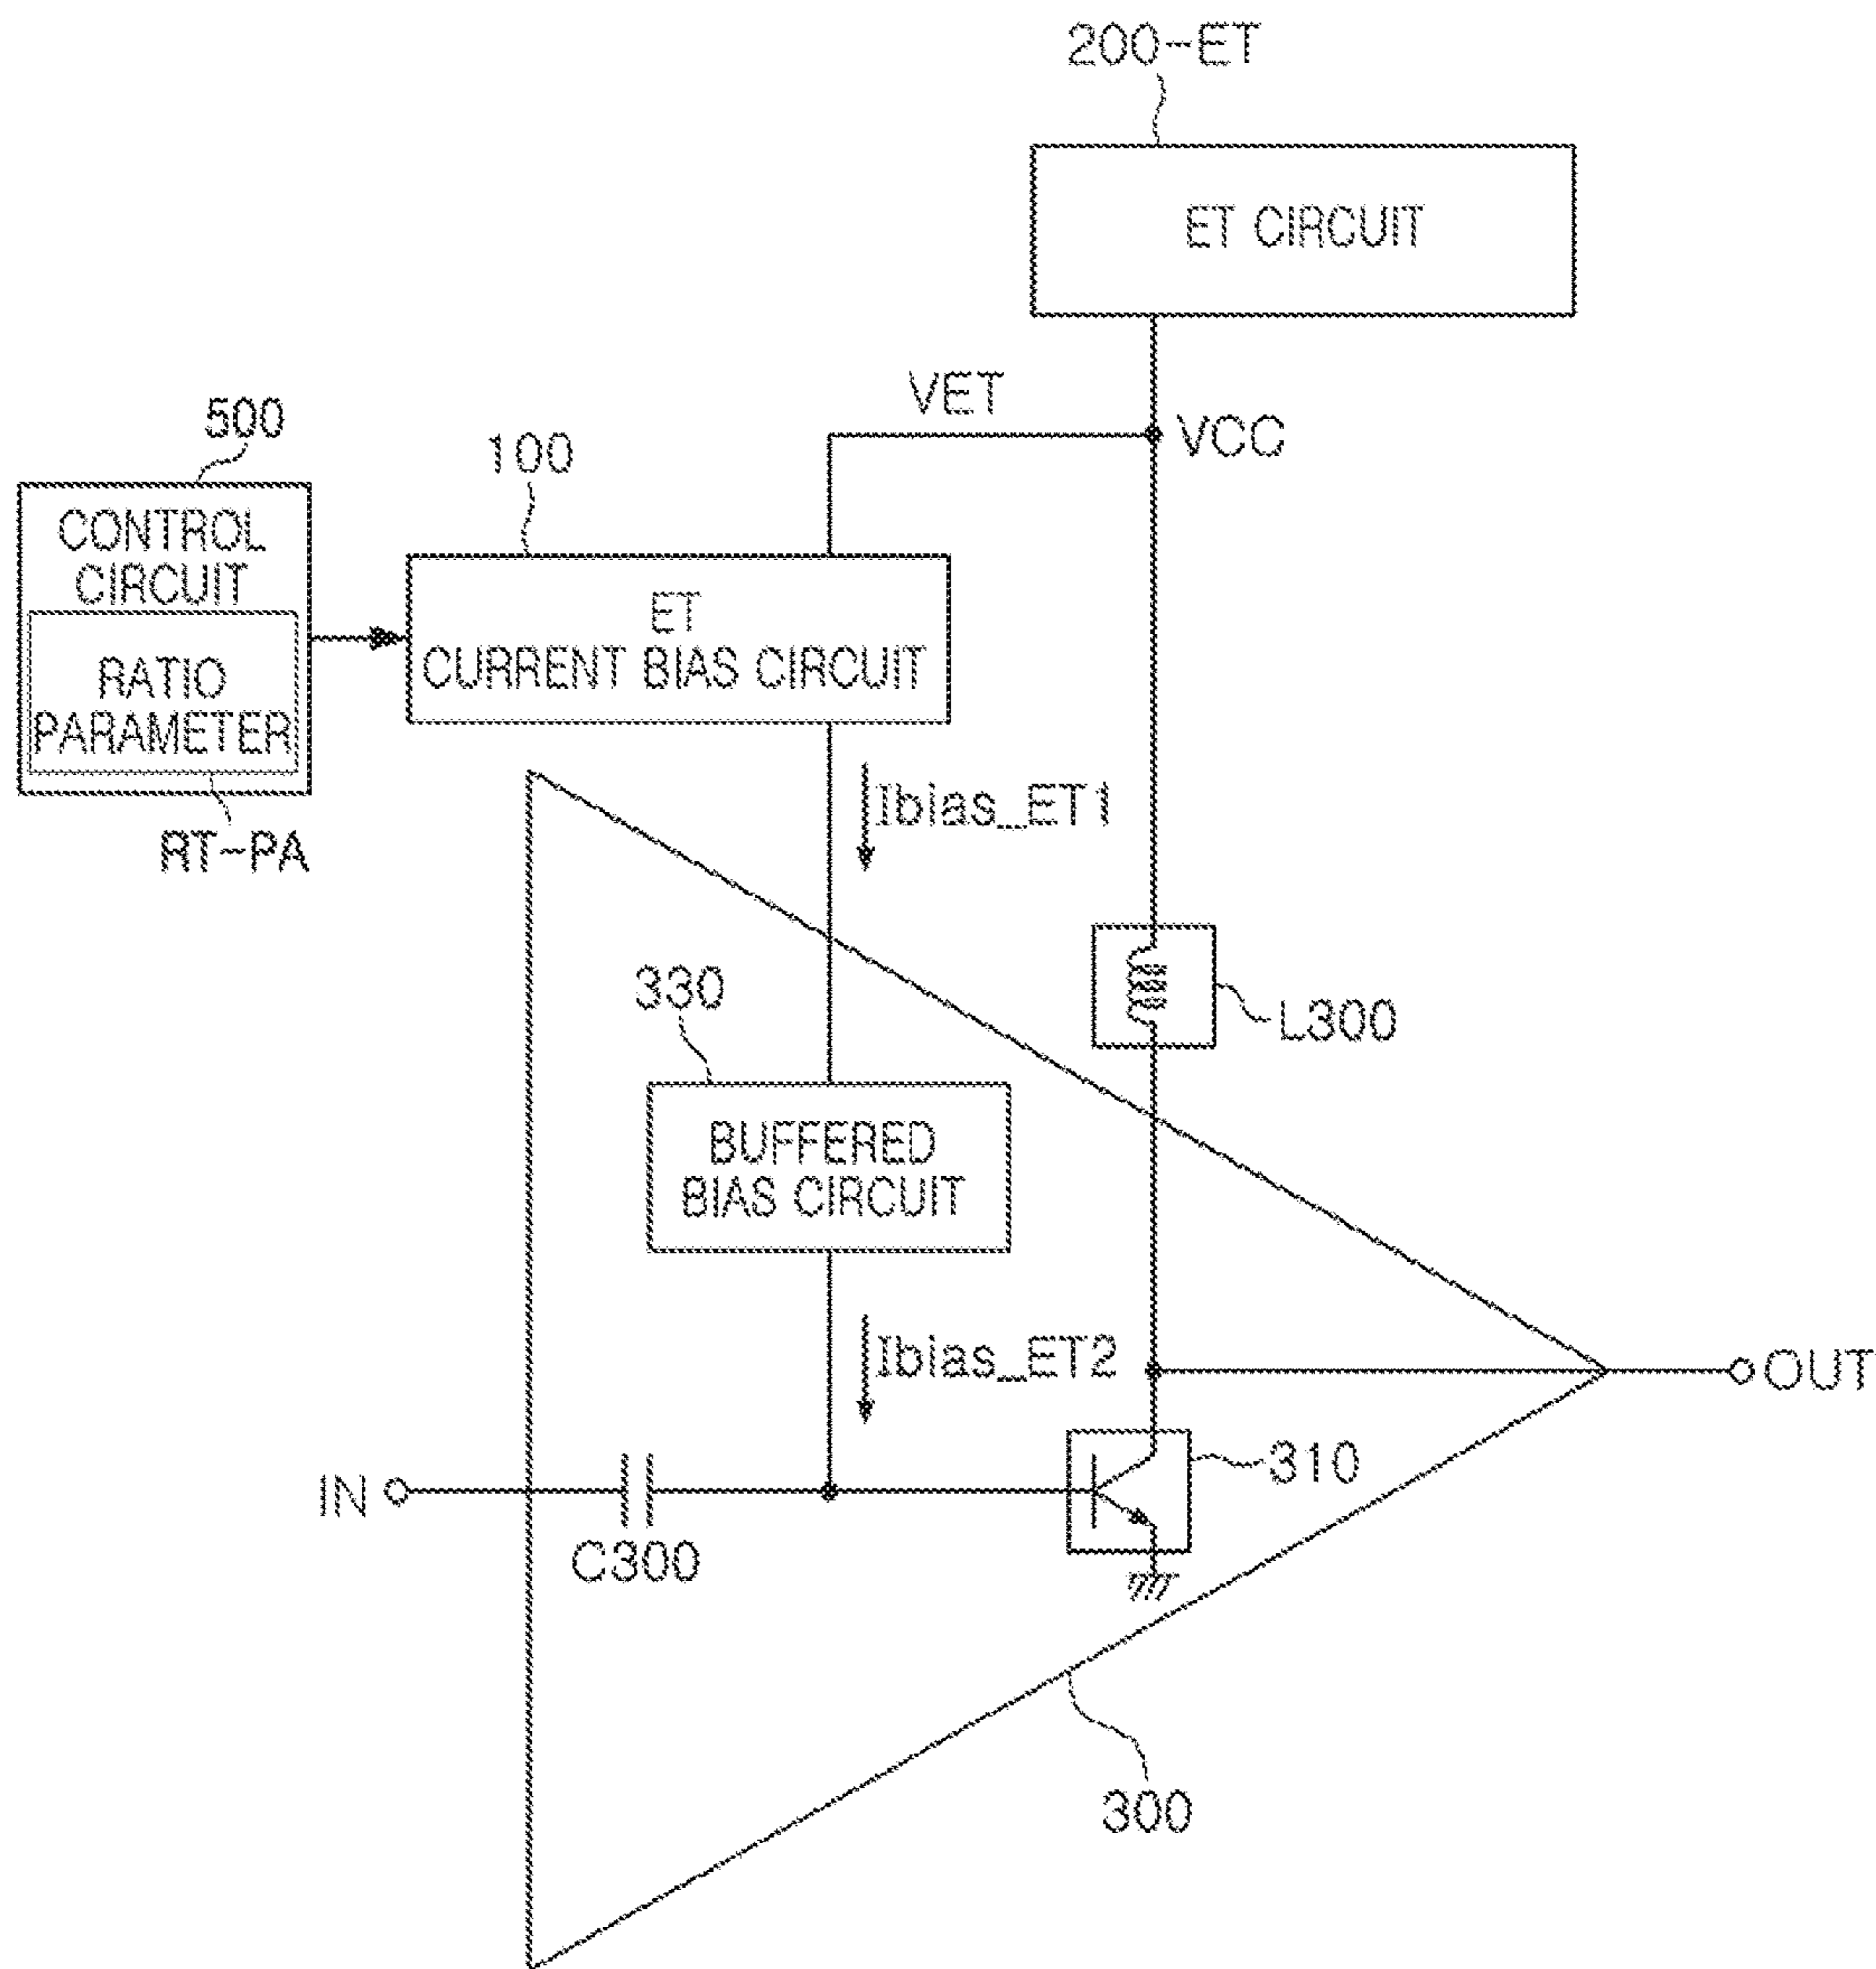 200-ET
ET CIRCUIT
VET
VCC
500
100
CONTROL
CIRCUIT
RATIO
PARAMETER
RT-PA
ET
CURRENT BIAS CIRCUIT
Ibias_ET1
330
L300
BUFFERED
BIAS CIRCUIT
Ibias_ET2
OUT
310
IN
C300
300